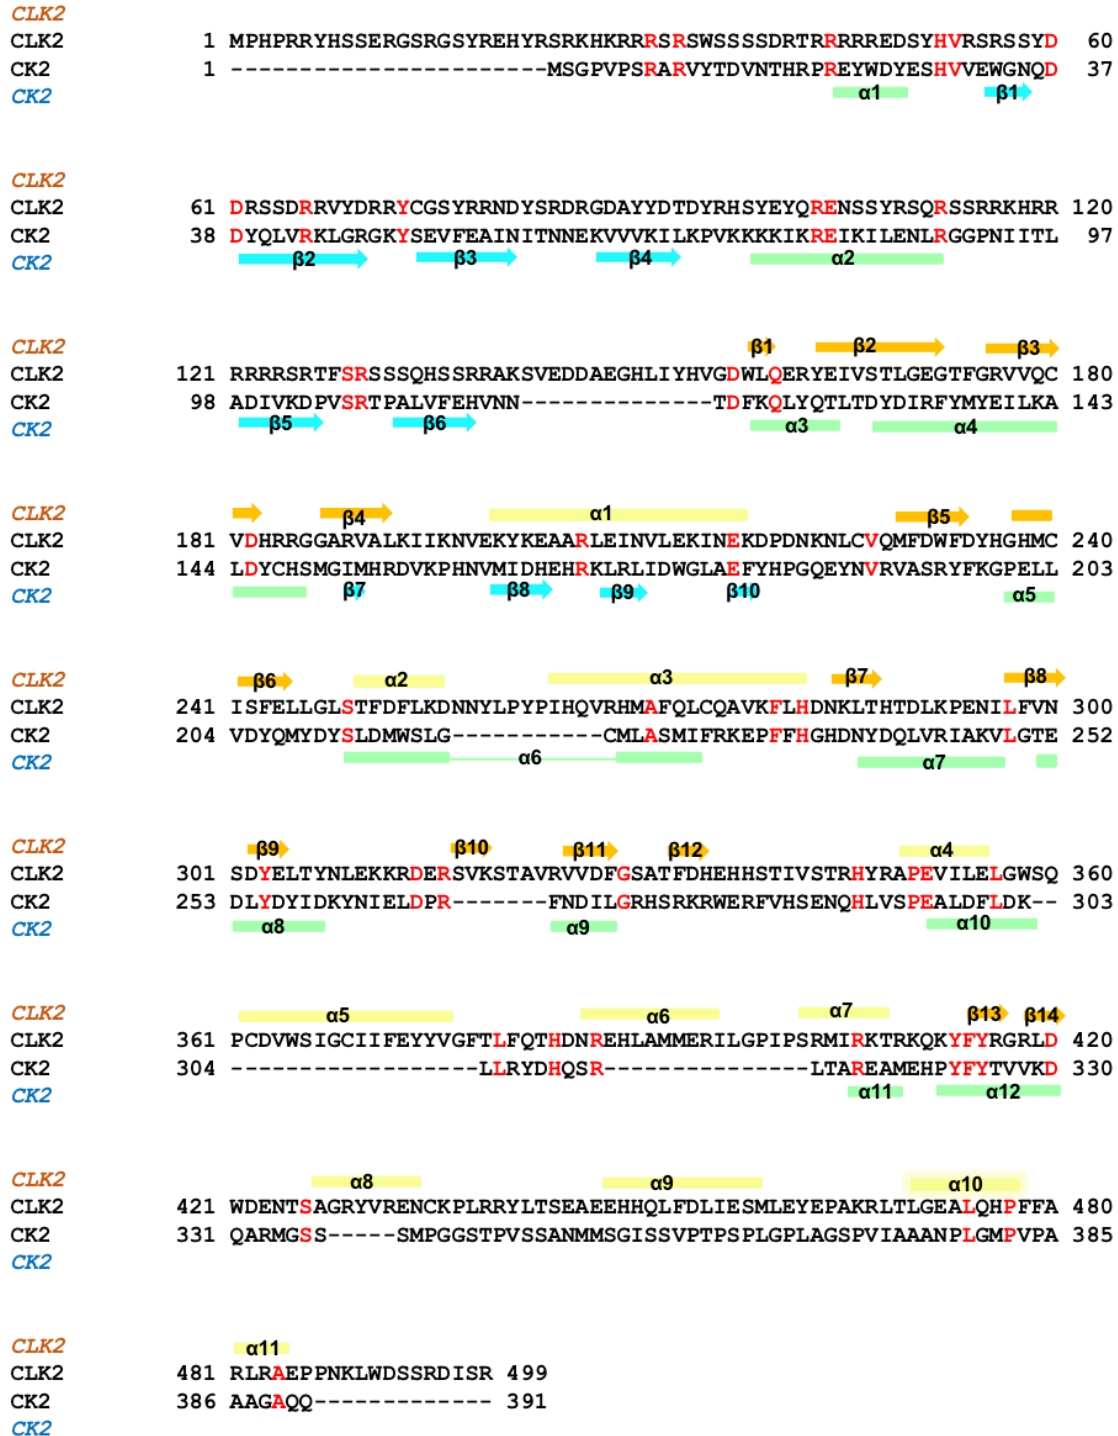 CLK2
CLK2 1 MPHPRRYHSSERGSRGSYREHYRSRKHKRRRSRSWSSSSDRTRRRRREDSYHVRSRSSYD 60
CK2 1 -----------------------MSGPVPSRARVYTDVNTHRPREYWDYESHVVEWGNQD 37
CK2 α1 β1
CLK2
CLK2 61 DRSSDRRVYDRRYCGSYRRNDYSRDRGDAYYDTDYRHSYEYQRENSSYRSQRSSRRKHRR 120
CK2 38 DYQLVRKLGRGKYSEVFEAINITNNEKVVVKILKPVKKKKIKREIKILENLRGGPNIITL 97
CK2 β2 β3 β4 α2
CLK2 β1 β2 β3
CLK2 121 RRRRSRTFSRSSSQHSSRRAKSVEDDAEGHLIYHVGDWLQERYEIVSTLGEGTFGRVVQC 180
CK2 98 ADIVKDPVSRTPALVFEHVNN--------------TDFKQLYQTLTDYDIRFYMYEILKA 143
CK2 β5 β6 α3 α4
CLK2 β4 α1 β5
CLK2 181 VDHRRGGARVALKIIKNVEKYKEAARLEINVLEKINEKDPDNKNLCVQMFDWFDYHGHMC 240
CK2 144 LDYCHSMGIMHRDVKPHNVMIDHEHRKLRLIDWGLAEFYHPGQEYNVRVASRYFKGPELL 203
CK2 β7 β8 β9 β10 α5
CLK2 β6 α2 α3 β7 β8
CLK2 241 ISFELLGLSTFDFLKDNNYLPYPIHQVRHMAFQLCQAVKFLHDNKLTHTDLKPENILFVN 300
CK2 204 VDYQMYDYSLDMWSLG-----------CMLASMIFRKEPFFHGHDNYDQLVRIAKVLGTE 252
CK2 α6 α7
CLK2 β9 β10 β11 β12 α4
CLK2 301 SDYELTYNLEKKRDERSVKSTAVRVVDFGSATFDHEHHSTIVSTRHYRAPEVILELGWSQ 360
CK2 253 DLYDYIDKYNIELDPR-------FNDILGRHSRKRWERFVHSENQHLVSPEALDFLDK-- 303
CK2 α8 α9 α10
CLK2 α5 α6 α7 β13 β14
CLK2 361 PCDVWSIGCIIFEYYVGFTLFQTHDNREHLAMMERILGPIPSRMIRKTRKQKYFYRGRLD 420
CK2 304 ------------------LLRYDHQSR---------------LTAREAMEHPYFYTVVKD 330
CK2 α11 α12
CLK2 α8 α9 α10
CLK2 421 WDENTSAGRYVRENCKPLRRYLTSEAEEHHQLFDLIESMLEYEPAKRLTLGEALQHPFFA 480
CK2 331 QARMGSS-----SMPGGSTPVSSANMMSGISSVPTPSPLGPLAGSPVIAAANPLGMPVPA 385
CK2
CLK2 α11
CLK2 481 RLRAEPPNKLWDSSRDISR 499
CK2 386 AAGAQQ------------- 391
CK2